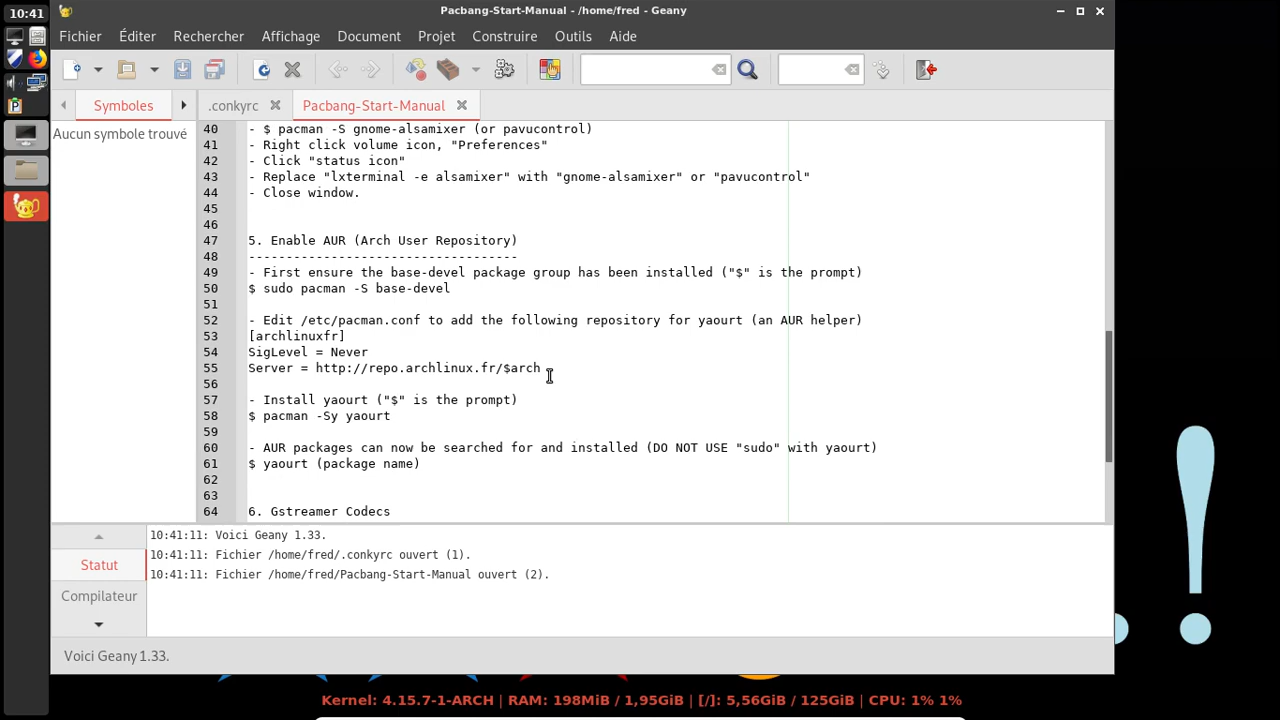 10:41
Pacbang-Start-Manual - /home/fred - Geany
Fichier Éditer Rechercher Affichage Document Projet Construire Outils Aide
Symboles
.conkyrc
Pacbang-Start-Manual
Aucun symbole trouvé
40 - $ pacman -S gnome-alsamixer (or pavucontrol)
41 - Right click volume icon, "Preferences"
42 - Click "status icon"
43 - Replace "lxterminal -e alsamixer" with "gnome-alsamixer" or "pavucontrol"
44 - Close window.
45
46
47 5. Enable AUR (Arch User Repository)
48 ------------------------------------
49 - First ensure the base-devel package group has been installed ("$" is the prompt)
50 $ sudo pacman -S base-devel
51
52 - Edit /etc/pacman.conf to add the following repository for yaourt (an AUR helper)
53 [archlinuxfr]
54 SigLevel = Never
55 Server = http://repo.archlinux.fr/$arch
56
57 - Install yaourt ("$" is the prompt)
58 $ pacman -Sy yaourt
59
60 - AUR packages can now be searched for and installed (DO NOT USE "sudo" with yaourt)
61 $ yaourt (package name)
62
63
64 6. Gstreamer Codecs
Statut
Compilateur
10:41:11: Voici Geany 1.33.
10:41:11: Fichier /home/fred/.conkyrc ouvert (1).
10:41:11: Fichier /home/fred/Pacbang-Start-Manual ouvert (2).
Voici Geany 1.33.
!
Kernel: 4.15.7-1-ARCH | RAM: 198MiB / 1,95GiB | [/]: 5,56GiB / 125GiB | CPU: 1% 1%